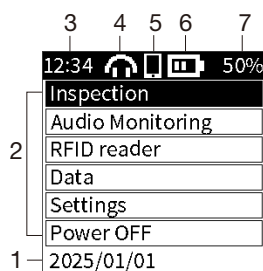 3 4 5 6 7
12:34 50%
Inspection
Audio Monitoring
2
RFID reader
Data
Settings
Power OFF
1 2025/01/01